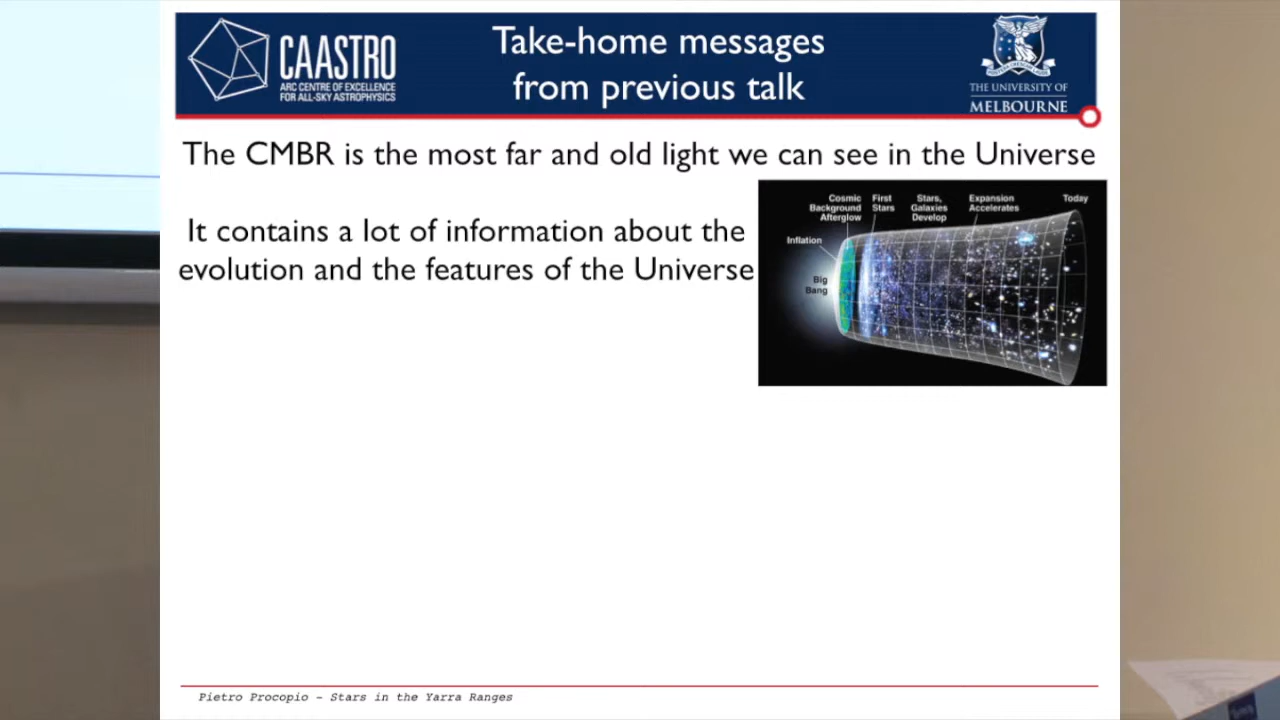 CAASTRO
ARC CENTRE OF EXCELLENCE
FOR ALL-SKY ASTROPHYSICS
Take-home messages
from previous talk
THE UNIVERSITY OF
MELBOURNE
The CMBR is the most far and old light we can see in the Universe
It contains a lot of information about the
evolution and the features of the Universe
Cosmic
Background
Afterglow
First
Stars
Stars,
Galaxies
Develop
Expansion
Accelerates
Today
Inflation
Big
Bang
Pietro Procopio - Stars in the Yarra Ranges